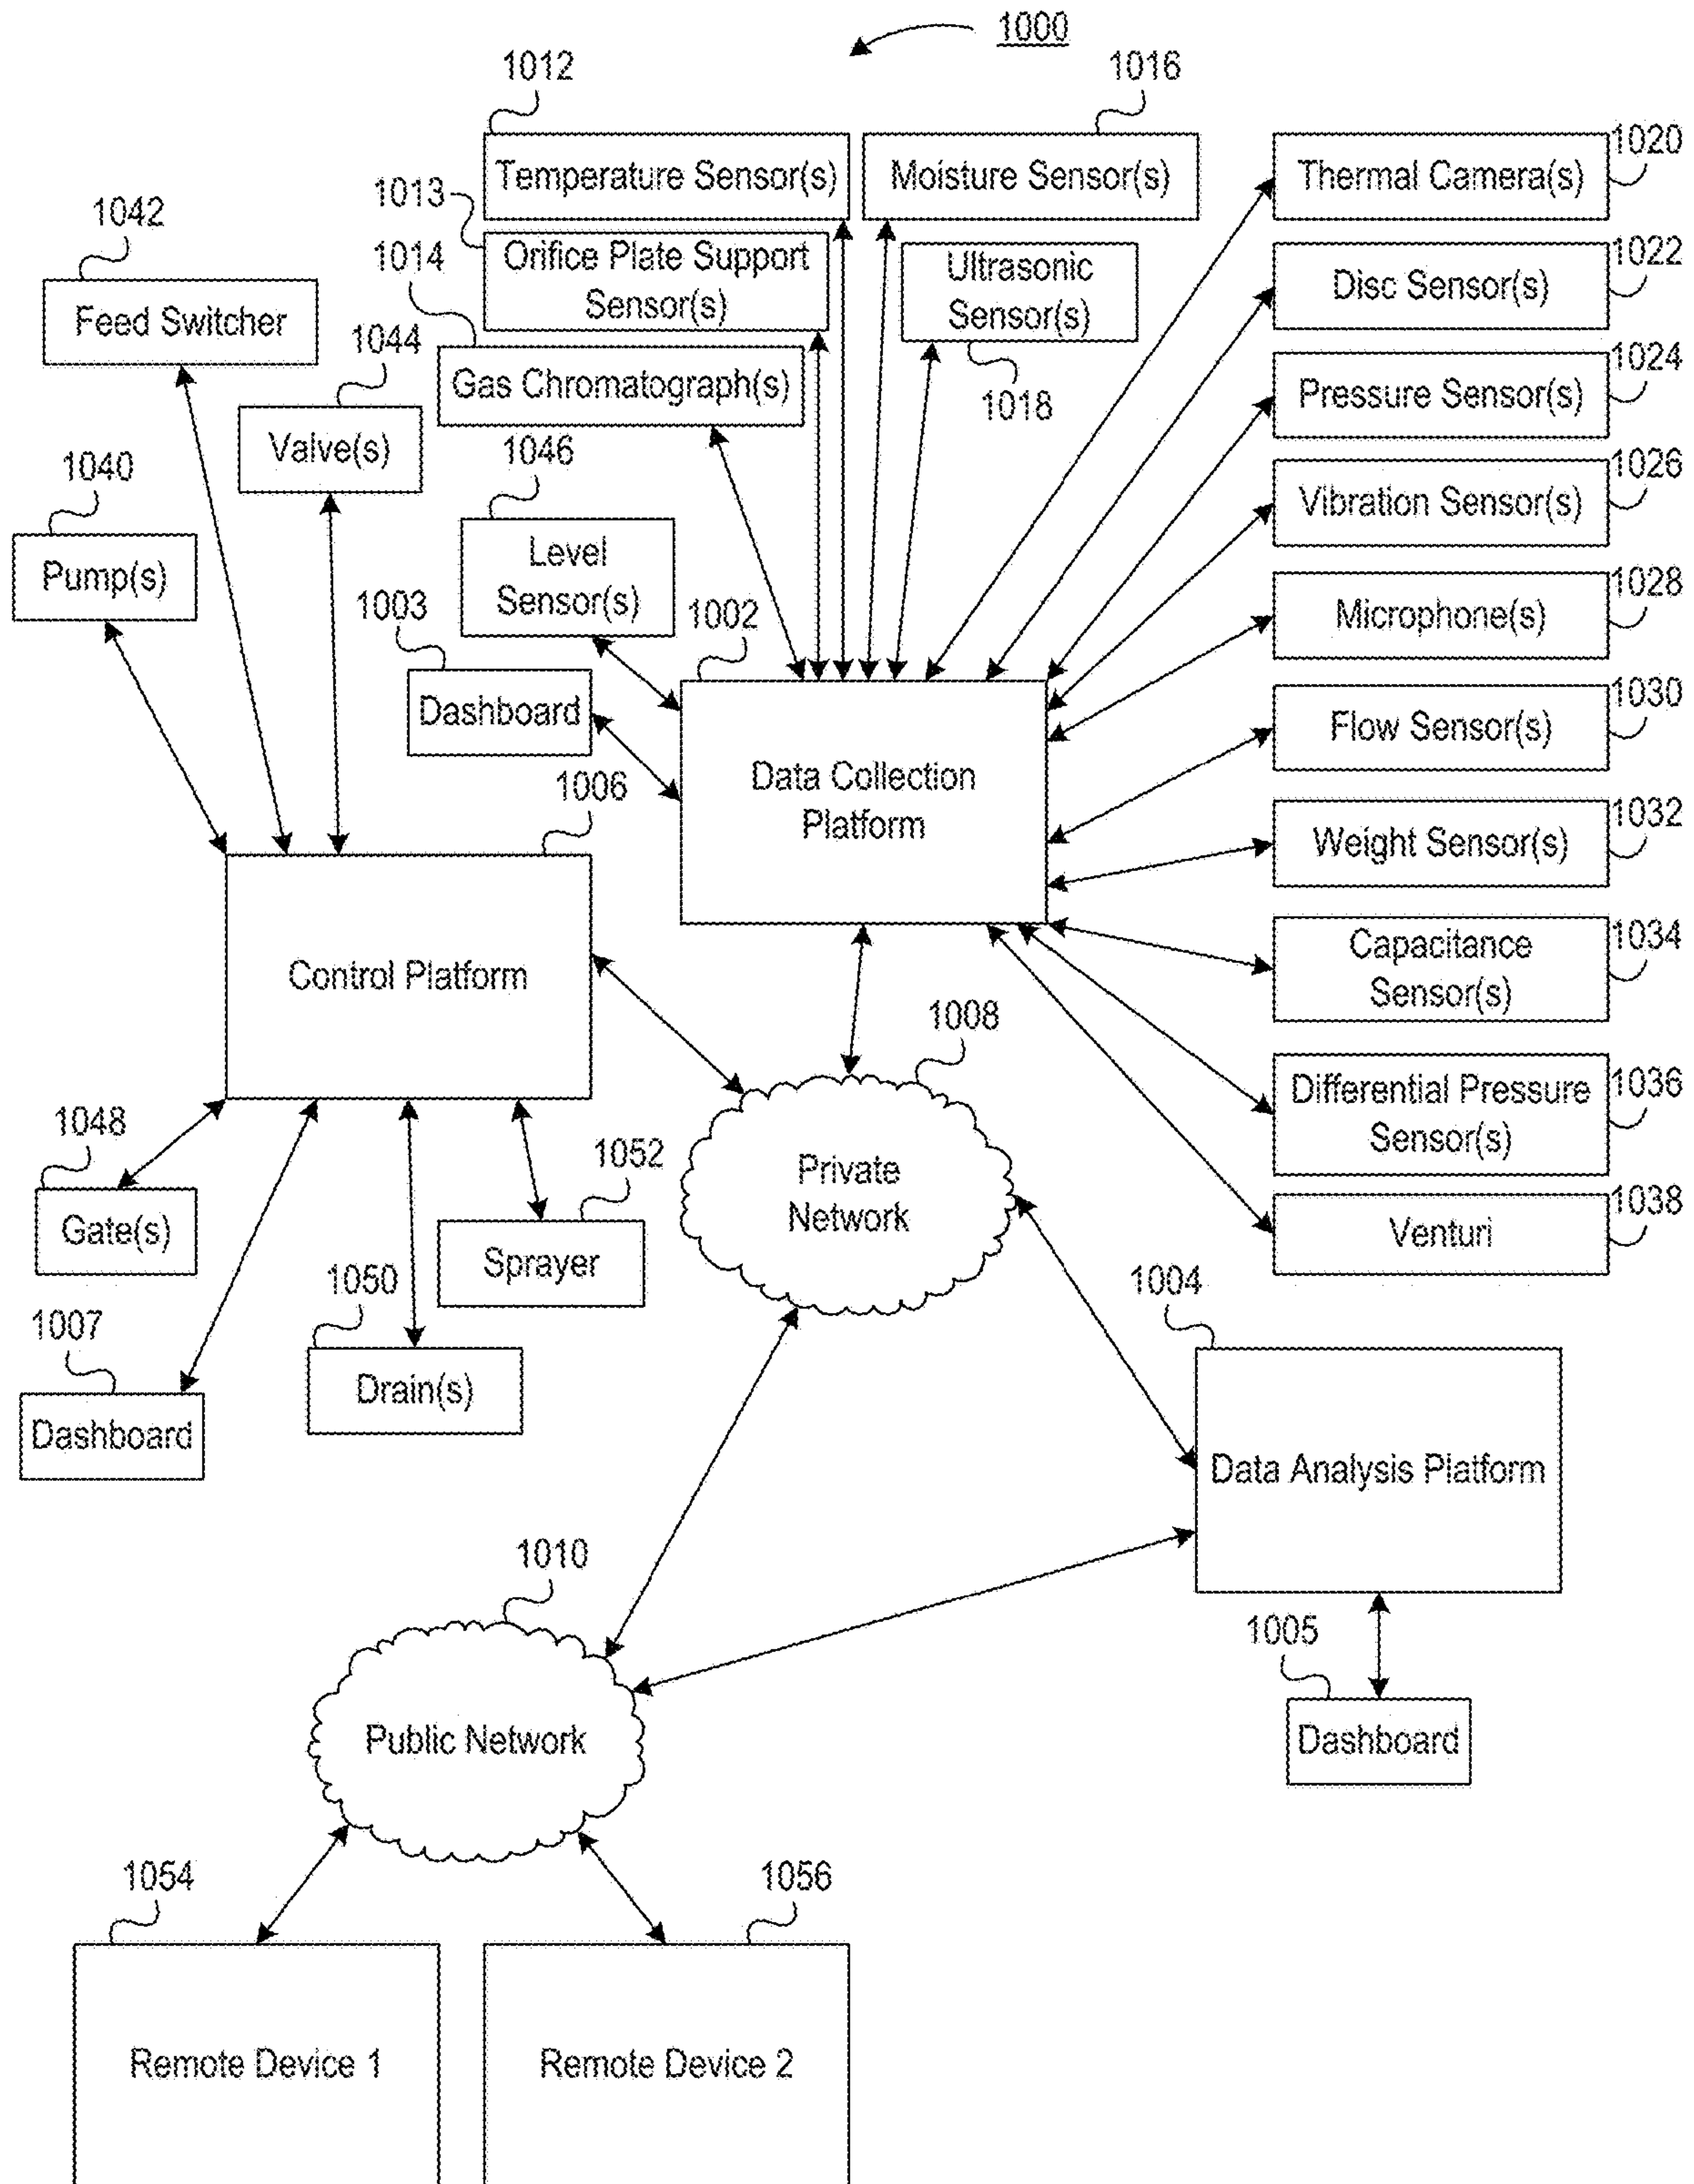 1000
1012
1016
Temperature Sensor(s)
Moisture Sensor(s)
Thermal Camera(s)
1020
1013
1042
Orifice Plate Support
Sensor(s)
Ultrasonic
Sensor(s)
Disc Sensor(s)
1022
1014
Feed Switcher
1044
Gas Chromatograph(s)
1018
Pressure Sensor(s)
1024
Valve(s)
1046
1040
Vibration Sensor(s)
1026
Level
Sensor(s)
Pump(s)
1003
1002
Microphone(s)
1028
Dashboard
Flow Sensor(s)
1030
Data Collection
Platform
1006
Weight Sensor(s)
1032
Control Platform
Capacitance
Sensor(s)
1034
1008
Differential Pressure
Sensor(s)
1036
1048
1052
Private
Network
Gate(s)
Sprayer
Venturi
1038
1050
1004
1007
Drain(s)
Dashboard
Data Analysis Platform
1010
1005
Public Network
Dashboard
1054
1056
Remote Device 1
Remote Device 2